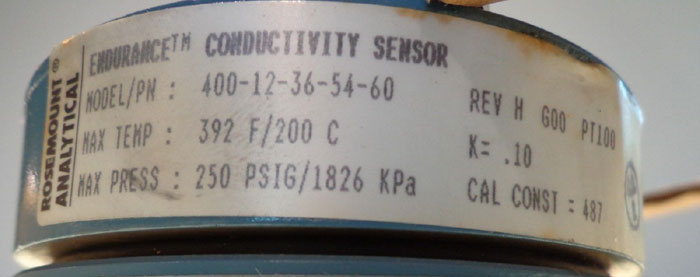 ROSEMOUNT ®
ANALYTICAL
ENDURANCE™ CONDUCTIVITY SENSOR
MODEL/PN : 400-12-36-54-60
MAX TEMP : 392 F/200 C
MAX PRESS : 250 PSIG/1826 KPa
REV H G00 PT100
K= .10
CAL CONST = 487